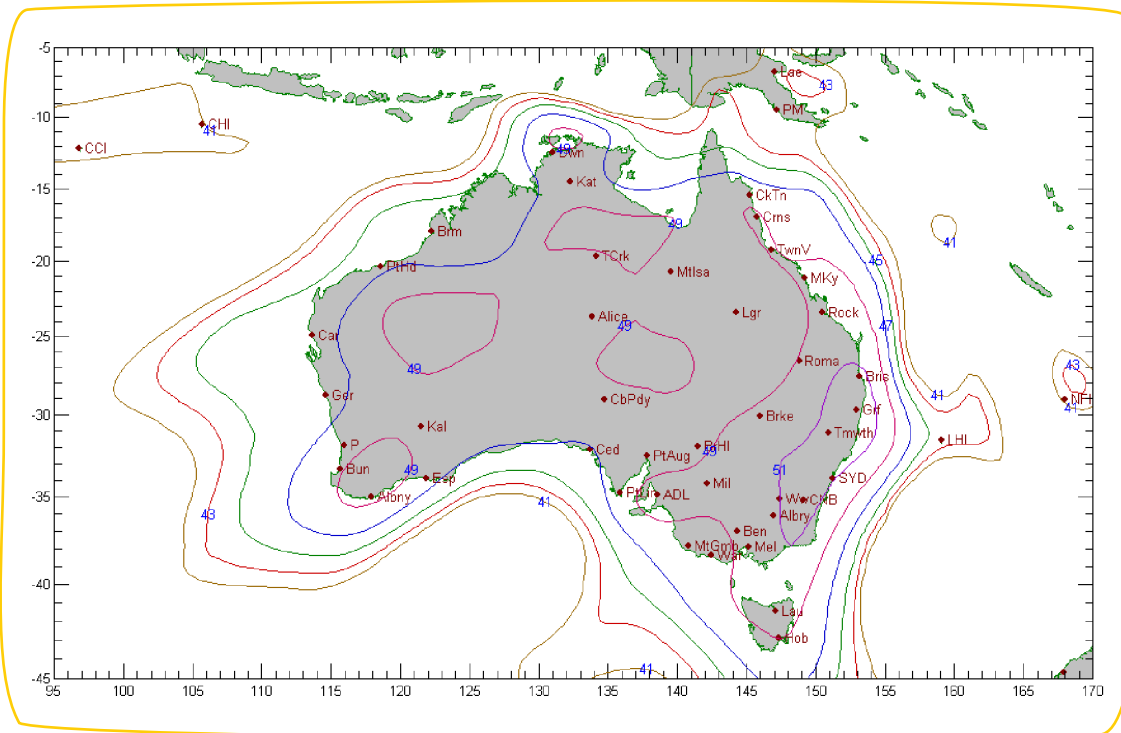 -5
Lae
43
-10
CHI
41
PM
CCI
49
Dwn
-15
Kat
CkTn
Crns
49
Brm
41
TwnV
-20
PtHd
TCrk
MtIsa
45
MKy
Alice
Lgr
Rock
49
47
-25
Car
49
Roma
43
Bris
Ger
CbPdy
41
NFI
41
-30
Kal
Brke
Grf
Tmwth
P
Ced
BrHl
49
LHI
Bun
49
Esp
PtAug
51
SYD
Mil
-35
Albny
41
ADL
CNB
43
Albry
Ben
MtGmb
Mel
-40
Lau
Hob
41
-45
95 100 105 110 115 120 125 130 135 140 145 150 155 160 165 170